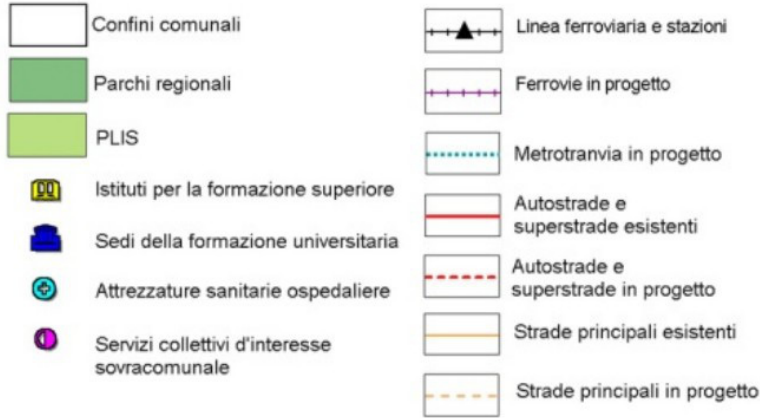 Confini comunali
Parchi regionali
PLIS
Istituti per la formazione superiore
Sedi della formazione universitaria
Attrezzature sanitarie ospedaliere
Servizi collettivi d'interesse
sovracomunale
Linea ferroviaria e stazioni
Ferrovie in progetto
Metrotranvia in progetto
Autostrade e
superstrade esistenti
Autostrade e
superstrade in progetto
Strade principali esistenti
Strade principali in progetto